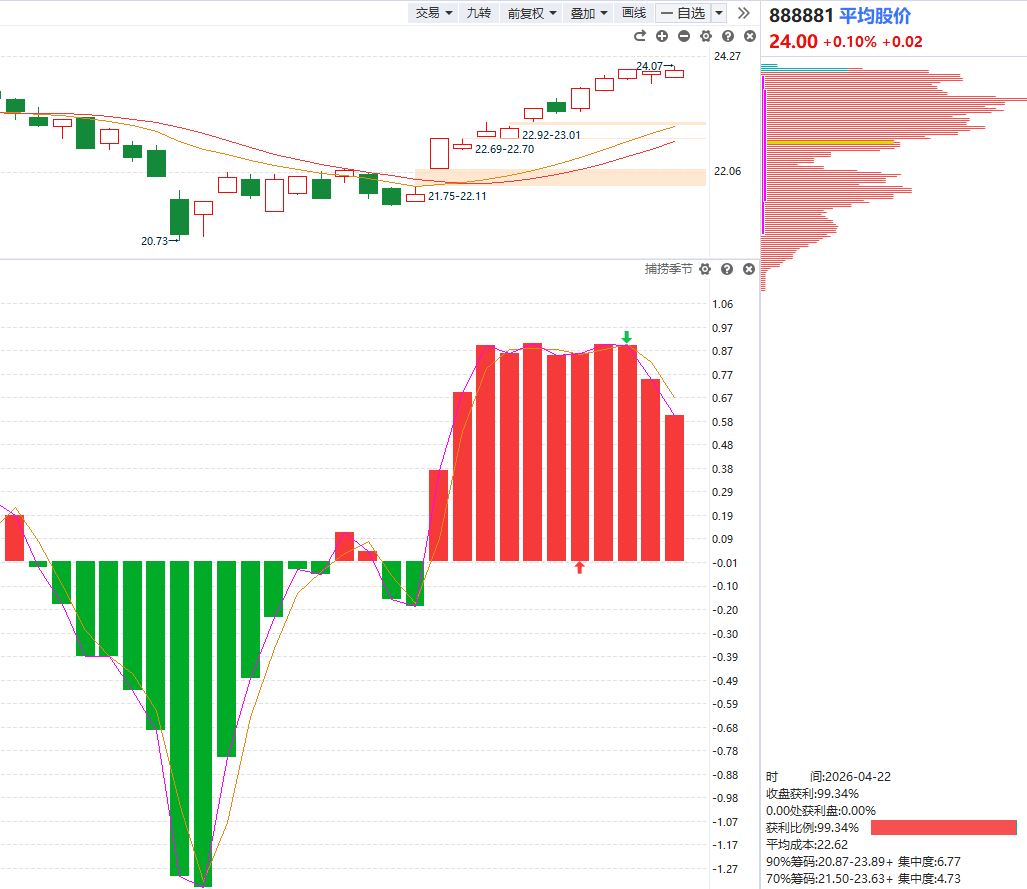 交易 九转 前复权 叠加 画线 一自选
888881 平均股价
24.00 +0.10% +0.02
24.27
24.07→
22.92-23.01
22.69-22.70
22.06
21.75-22.11
20.73→
捕捞季节
1.06
0.97
0.87
0.77
0.67
0.58
0.48
0.38
0.29
0.19
0.09
-0.01
-0.10
-0.20
-0.30
-0.39
-0.49
-0.59
-0.68
-0.78
-0.88
-0.98
-1.07
-1.17
-1.27
时 间:2026-04-22
收盘获利:99.34%
0.00处获利盘:0.00%
获利比例:99.34%
平均成本:22.62
90%筹码:20.87-23.89+ 集中度:6.77
70%筹码:21.50-23.63+ 集中度:4.73